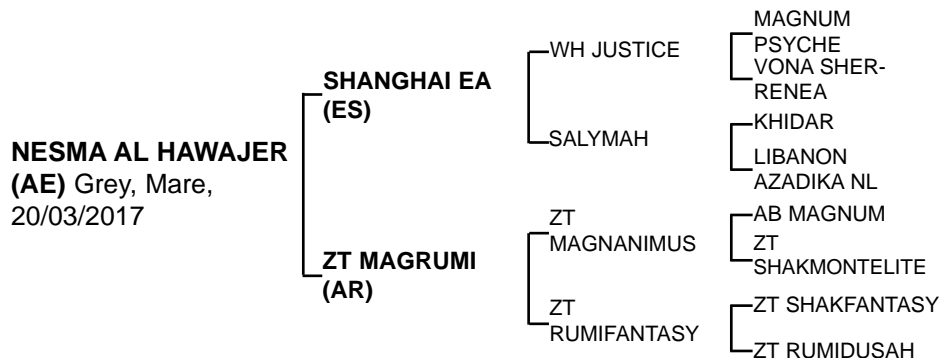 NESMA AL HAWAJER
(AE) Grey, Mare,
20/03/2017
SHANGHAI EA
(ES)
ZT MAGRUMI
(AR)
WH JUSTICE
SALYMAH
ZT
MAGNANIMUS
ZT
RUMIFANTASY
MAGNUM
PSYCHE
VONA SHER-
RENEA
KHIDAR
LIBANON
AZADIKA NL
AB MAGNUM
ZT
SHAKMONTELITE
ZT SHAKFANTASY
ZT RUMIDUSAH